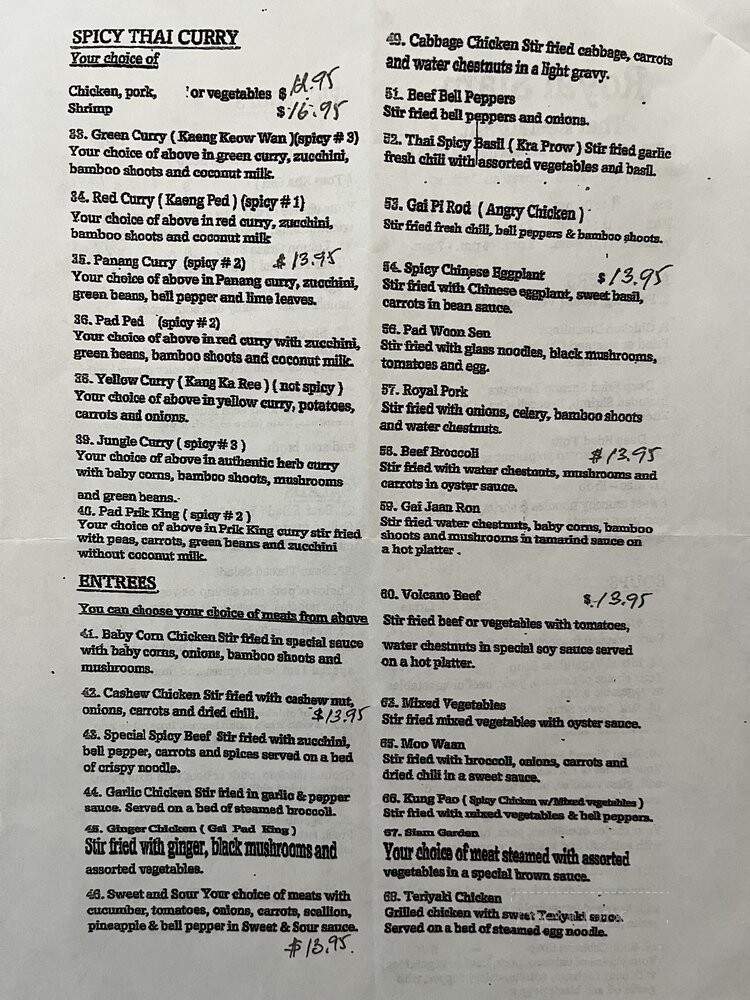 SPICY THAI CURRY
Your choice of
Chicken, pork, or vegetables $ 12.95
Shrimp $ 16.95
33. Green Curry ( Kaeng Keow Wan )(spicy # 3)
Your choice of above in green curry, zucchini,
bamboo shoots and coconut milk.
34. Red Curry ( Kaeng Ped ) (spicy # 1)
Your choice of above in red curry, zucchini,
bamboo shoots and coconut milk
35. Panang Curry (spicy # 2) $ 13.95
Your choice of above in Panang curry, zucchini,
green beans, bell pepper and lime leaves.
36. Pad Ped (spicy # 2)
Your choice of above in red curry with zucchini,
green beans, bamboo shoots and coconut milk.
38. Yellow Curry ( Kang Ka Ree ) ( not spicy )
Your choice of above in yellow curry, potatoes,
carrots and onions.
39. Jungle Curry ( spicy # 3 )
Your choice of above in authentic herb curry
with baby corns, bamboo shoots, mushrooms
and green beans.
40. Pad Prik King ( spicy # 2 )
Your choice of above in Prik King curry stir fried
with peas, carrots, green beans and zucchini
without coconut milk.
ENTREES
You can choose your choice of meats from above
41. Baby Corn Chicken Stir fried in special sauce
with baby corns, onions, bamboo shoots and
mushrooms.
42. Cashew Chicken Stir fried with cashew nut,
onions, carrots and dried chili. $ 13.95
43. Special Spicy Beef Stir fried with zucchini,
bell pepper, carrots and spices served on a bed
of crispy noodle.
44. Garlic Chicken Stir fried in garlic & pepper
sauce. Served on a bed of steamed broccoli.
45. Ginger Chicken ( Gai Pad King )
Stir fried with ginger, black mushrooms and
assorted vegetables.
46. Sweet and Sour Your choice of meats with
cucumber, tomatoes, onions, carrots, scallion,
pineapple & bell pepper in Sweet & Sour sauce.
$ 13.95.
49. Cabbage Chicken Stir fried cabbage, carrots
and water chestnuts in a light gravy.
51. Beef Bell Peppers
Stir fried bell peppers and onions.
52. Thai Spicy Basil ( Kra Prow ) Stir fried garlic
fresh chili with assorted vegetables and basil.
53. Gai Pi Rod ( Angry Chicken )
Stir fried fresh chili, bell peppers & bamboo shoots.
54. Spicy Chinese Eggplant $ 13.95
Stir fried with Chinese eggplant, sweet basil,
carrots in bean sauce.
56. Pad Woon Sen
Stir fried with glass noodles, black mushrooms,
tomatoes and egg.
57. Royal Pork
Stir fried with onions, celery, bamboo shoots
and water chestnuts.
58. Beef Broccoli $ 13.95
Stir fried with water chestnuts, mushrooms and
carrots in oyster sauce.
59. Gai Jaan Ron
Stir fried water chestnuts, baby corns, bamboo
shoots and mushrooms in tamarind sauce on
a hot platter .
60. Volcano Beef $ 13.95
Stir fried beef or vegetables with tomatoes,
water chestnuts in special soy sauce served
on a hot platter.
63. Mixed Vegetables
Stir fried mixed vegetables with oyster sauce.
65. Moo Waan
Stir fried with broccoli, onions, carrots and
dried chili in a sweet sauce.
66. Kung Pao ( Spicy Chicken w/Mixed vegetables )
Stir fried with mixed vegetables & bell peppers.
67. Siam Garden
Your choice of meat steamed with assorted
vegetables in a special brown sauce.
68. Teriyaki Chicken
Grilled chicken with sweet Teriyaki sauce.
Served on a bed of steamed egg noodle.